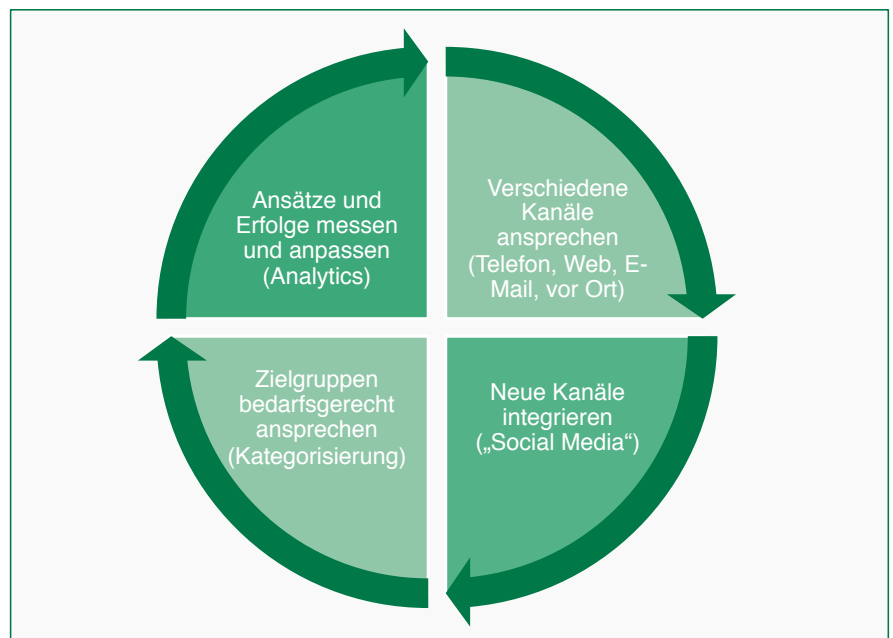 Ansätze und
Erfolge messen
und anpassen
(Analytics)
Verschiedene
Kanäle
ansprechen
(Telefon, Web, E-
Mail, vor Ort)
Zielgruppen
bedarfsgerecht
ansprechen
(Kategorisierung)
Neue Kanäle
integrieren
(„Social Media“)